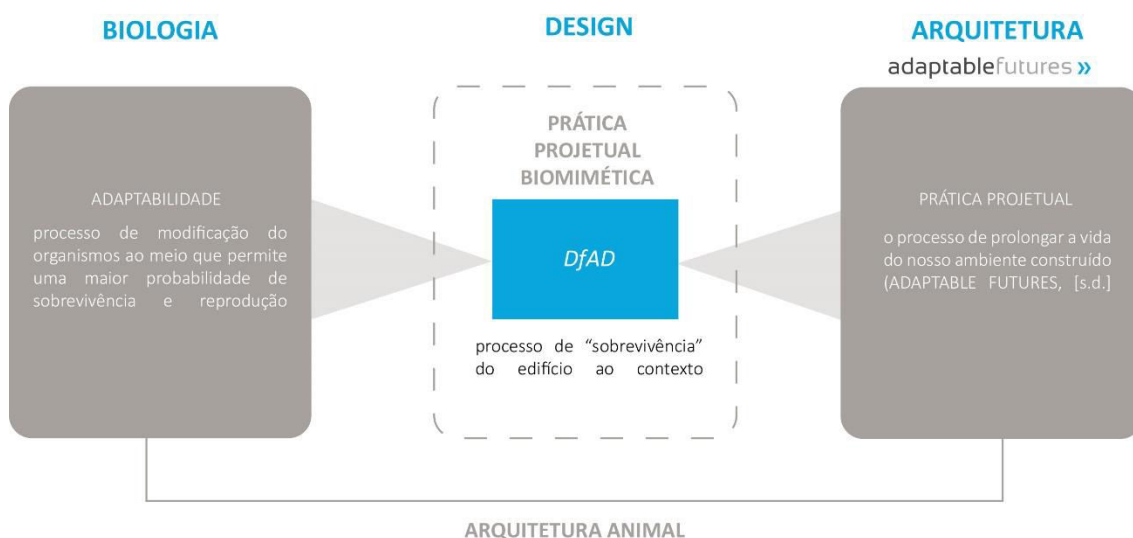 BIOLOGIA
DESIGN
ARQUITETURA
adaptablefutures »
PRÁTICA
PROJETUAL
BIOMIMÉTICA
ADAPTABILIDADE
processo de modificação do
organismos ao meio que permite
uma maior probabilidade de
sobrevivência e reprodução
DfAD
processo de “sobrevivência”
do edifício ao contexto
PRÁTICA PROJETUAL
o processo de prolongar a vida
do nosso ambiente construído
(ADAPTABLE FUTURES, [s.d.]
ARQUITETURA ANIMAL